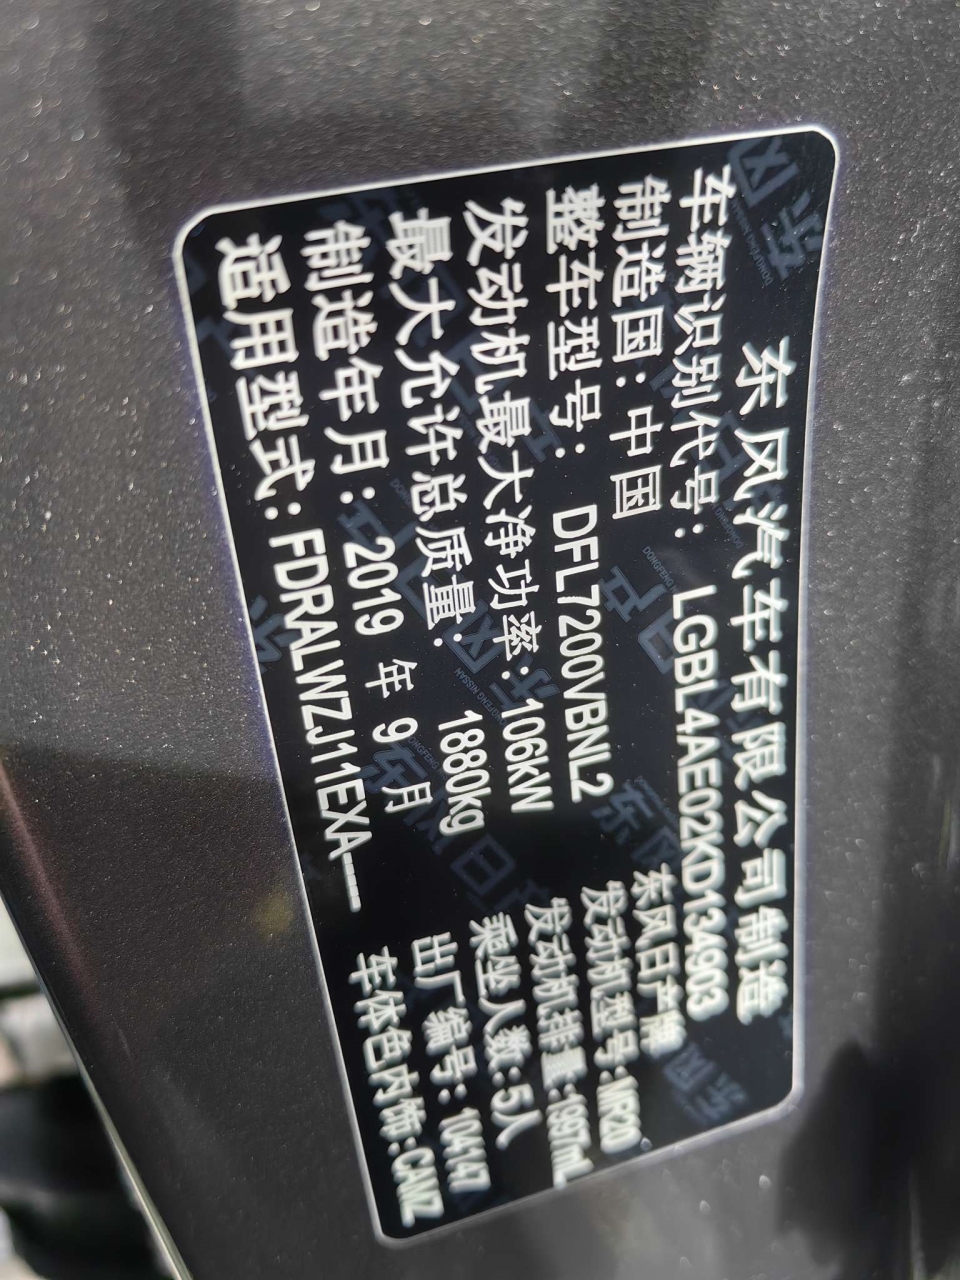 东风汽车有限公司制造
车辆识别代号: LGBL4AE02KD134903
制造国:中国 东风日产牌
整车型号: DFL7200VBNL2 发动机型号:MR20
发动机最大净功率:106kW 发动机排量:1997mL
最大允许总质量: 1880kg 乘坐人数:5人
制造年月:2019 年 9月 出厂编号:104147
适用型式:FDRALWZJ11EXA---- 车体色内饰:CAMZ